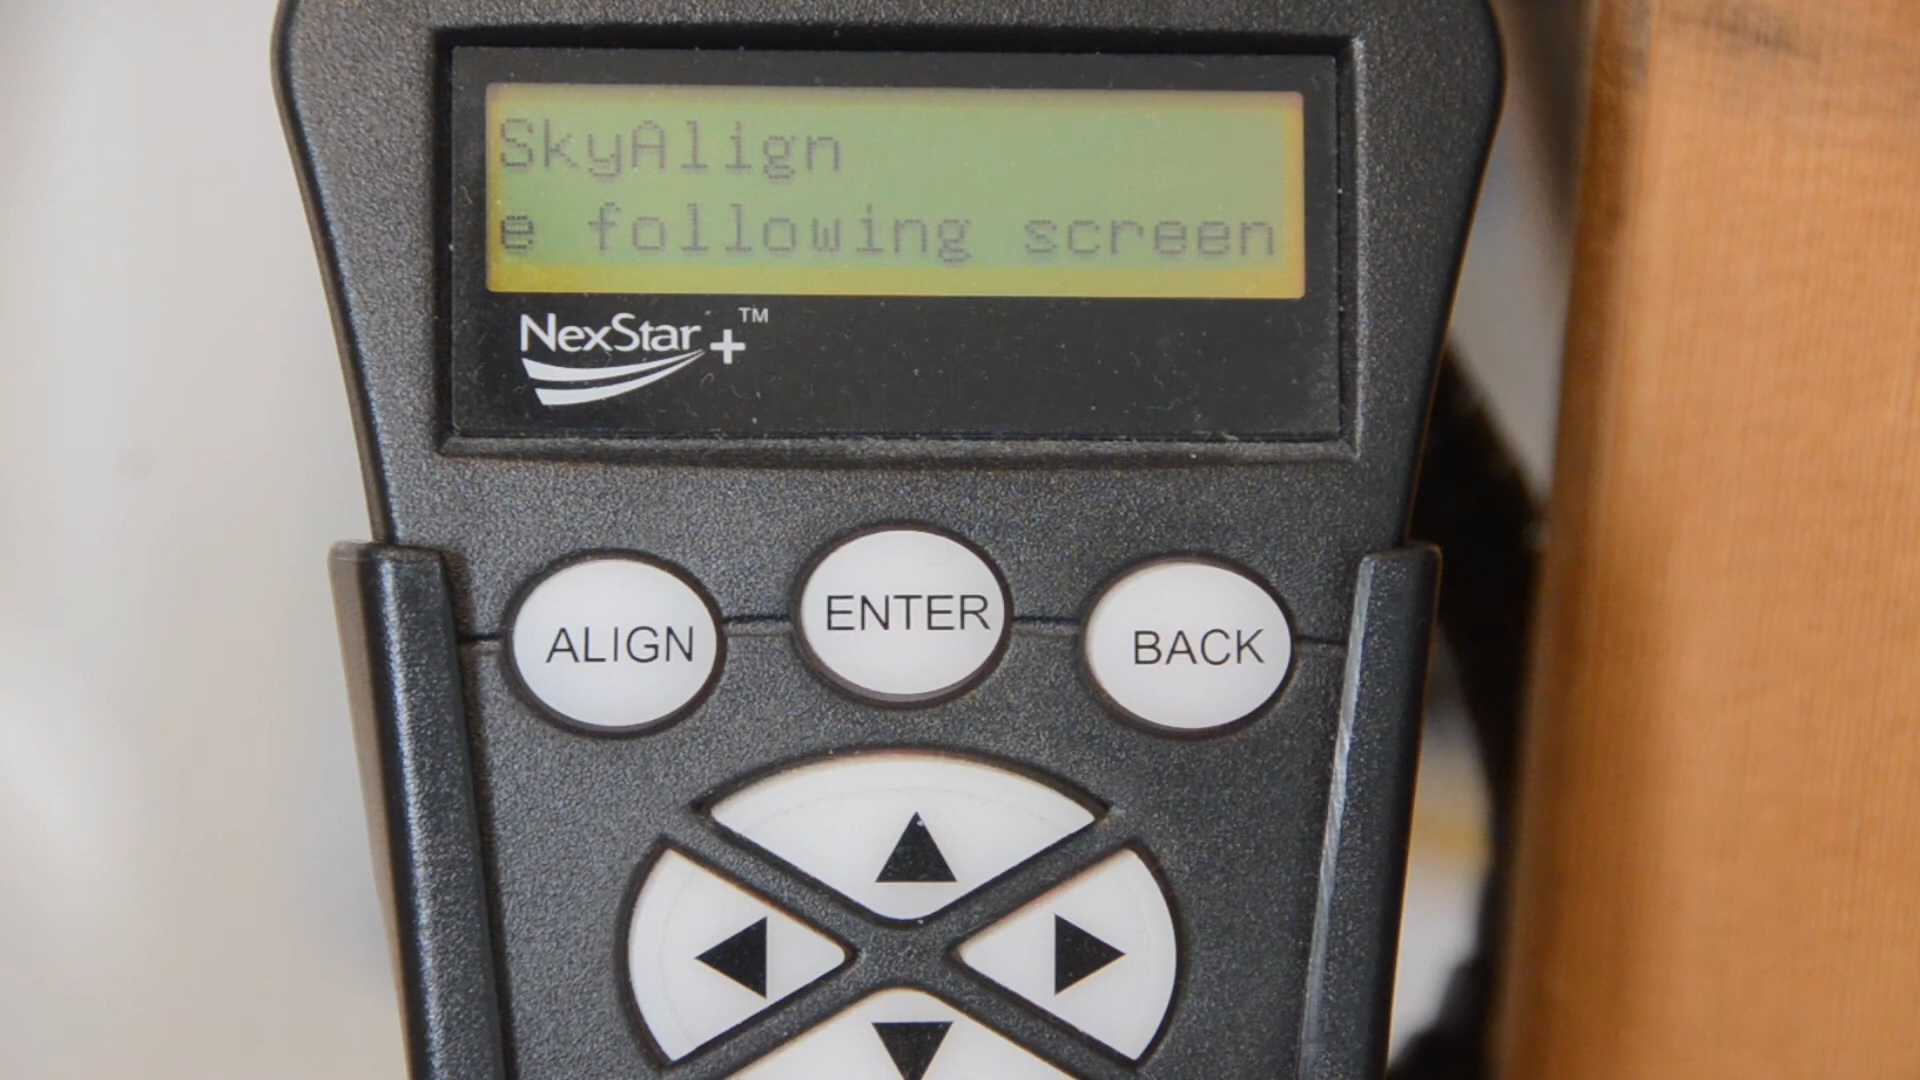 SkyAlign
e following screen
NexStar+™
ALIGN
ENTER
BACK